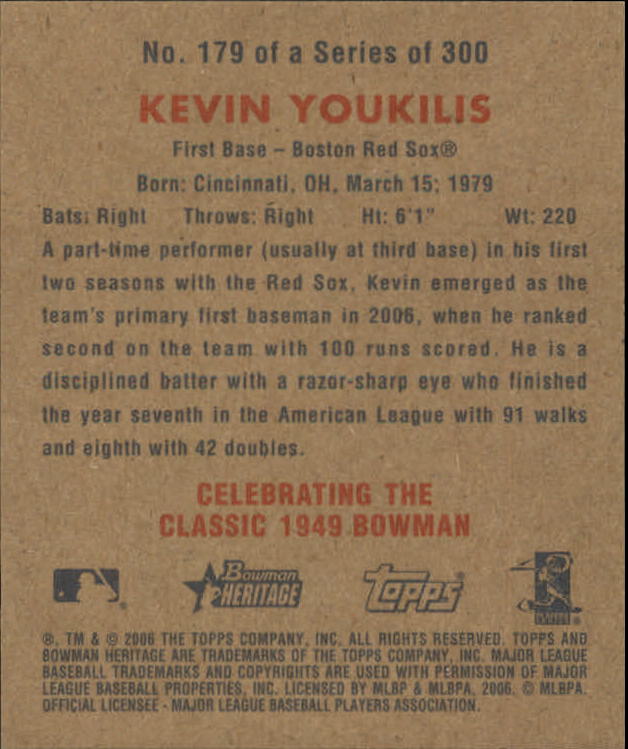 No. 179 of a Series of 300
KEVIN YOUKILIS
First Base – Boston Red Sox®
Born: Cincinnati, OH, March 15, 1979
Bats: Right Throws: Right Ht: 6'1" Wt: 220
A part-time performer (usually at third base) in his first
two seasons with the Red Sox, Kevin emerged as the
team's primary first baseman in 2006, when he ranked
second on the team with 100 runs scored. He is a
disciplined batter with a razor-sharp eye who finished
the year seventh in the American League with 91 walks
and eighth with 42 doubles.
CELEBRATING THE
CLASSIC 1949 BOWMAN
Bowman
HERITAGE
Topps®
PLAYERS
®, TM & © 2006 THE TOPPS COMPANY, INC. ALL RIGHTS RESERVED. TOPPS AND
BOWMAN HERITAGE ARE TRADEMARKS OF THE TOPPS COMPANY, INC. MAJOR LEAGUE
BASEBALL TRADEMARKS AND COPYRIGHTS ARE USED WITH PERMISSION OF MAJOR
LEAGUE BASEBALL PROPERTIES, INC. LICENSED BY MLBP & MLBPA, 2006. © MLBPA.
OFFICIAL LICENSEE - MAJOR LEAGUE BASEBALL PLAYERS ASSOCIATION.